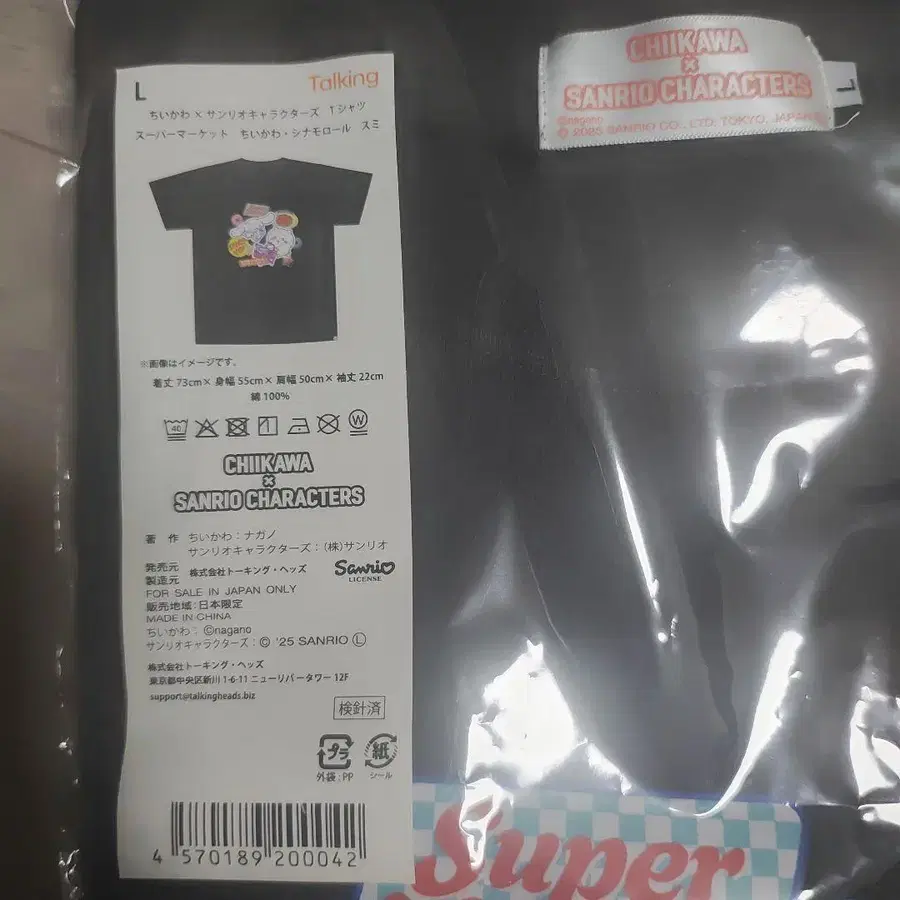 L
Talking
ちいかわ×サンリオキャラクターズ Tシャツ
スーパーマーケット ちいかわ・シナモロール スミ
※画像はイメージです。
着丈 73cm× 身幅 55cm× 肩幅 50cm× 袖丈 22cm
綿 100%
40
W
CHIIKAWA
×
SANRIO CHARACTERS
著 作 ちいかわ:ナガノ
サンリオキャラクターズ:(株)サンリオ
発売元
製造元 株式会社トーキング・ヘッズ
Sanrio
LICENSE
FOR SALE IN JAPAN ONLY
販売地域:日本限定
MADE IN CHINA
ちいかわ:©nagano
サンリオキャラクターズ:© '25 SANRIO Ⓛ
株式会社トーキング・ヘッズ
東京都中央区新川 1-6-11 ニューリバータワー 12F
support@talkingheads.biz
検針済
プラ
外袋:PP
紙
シール
4 570189 200042
CHIIKAWA
×
SANRIO CHARACTERS
©nagano
© 2025 SANRIO CO., LTD. TOKYO, JAPAN Ⓛ
L
Super